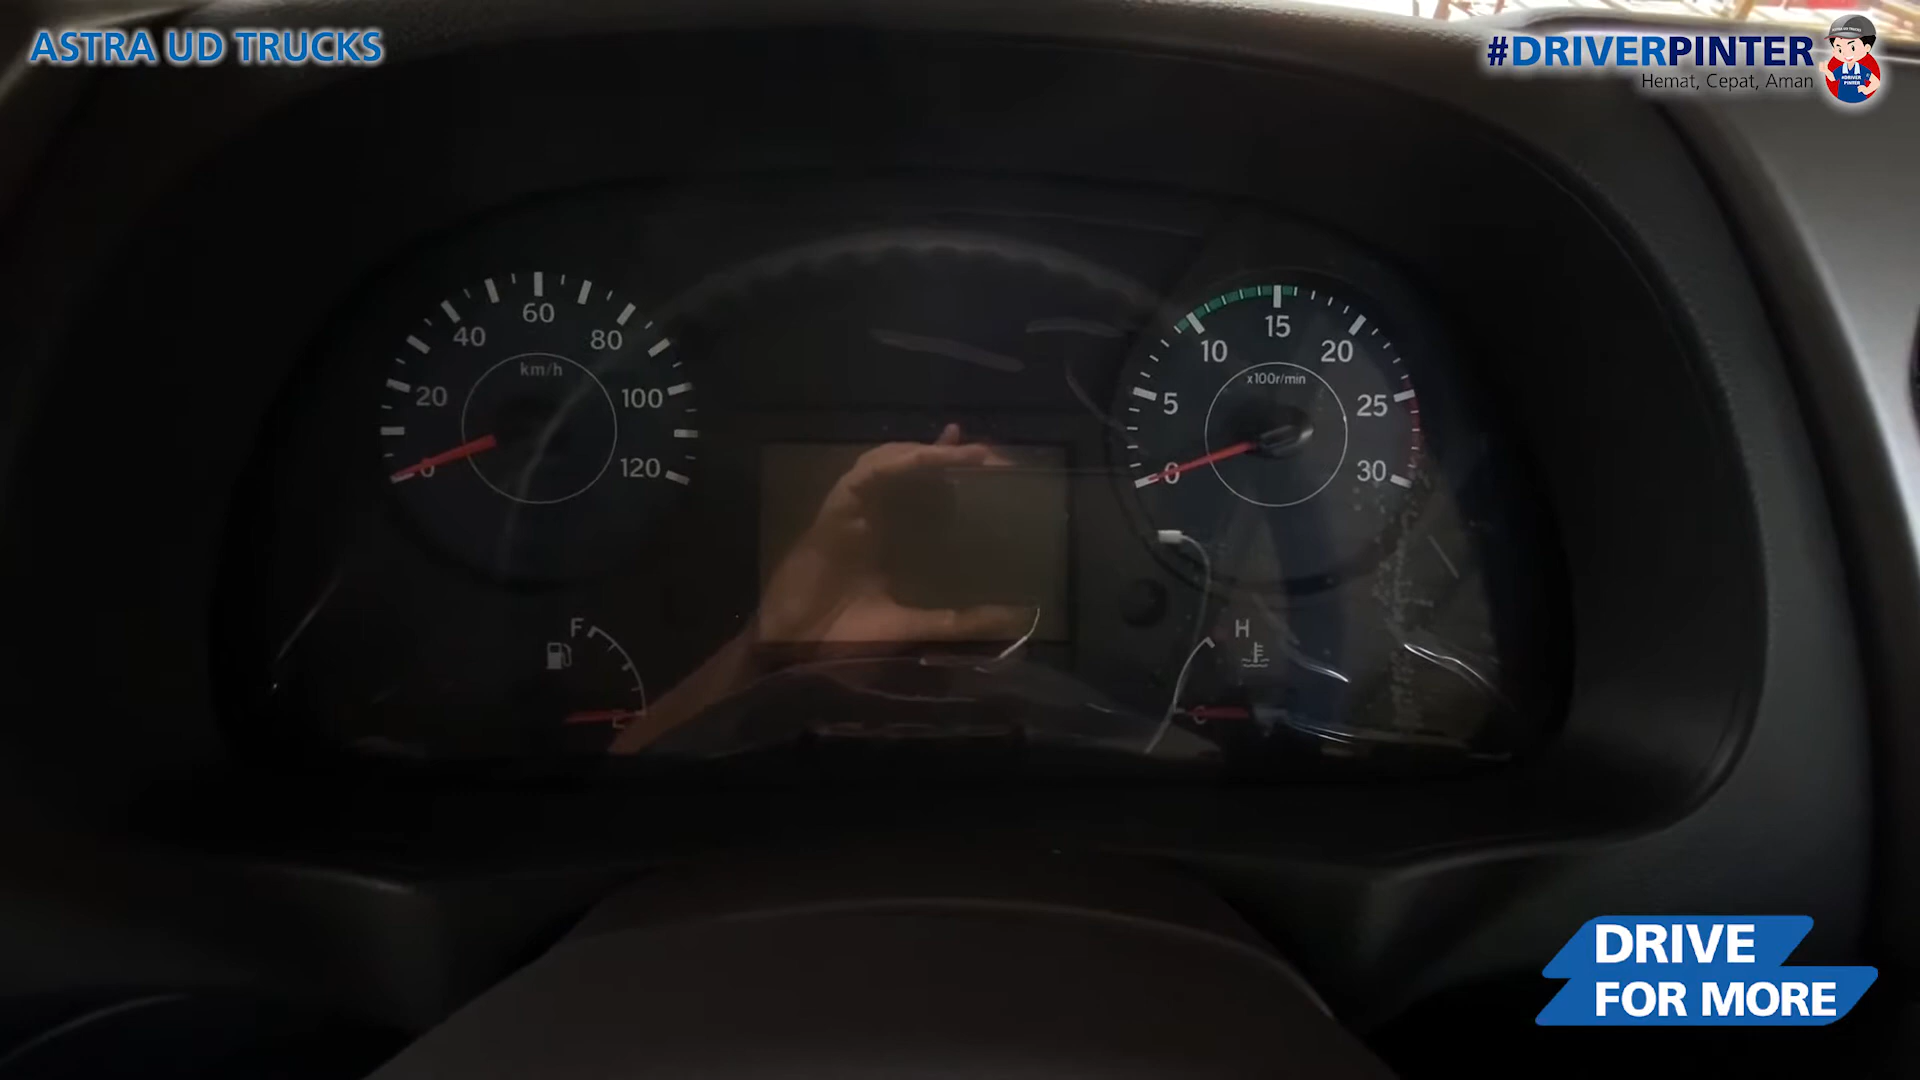 ASTRA UD TRUCKS
#DRIVERPINTER
Hemat, Cepat, Aman
0
20
40
60
80
100
120
km/h
0
5
10
15
20
25
30
x100r/min
F
E
H
C
DRIVE
FOR MORE